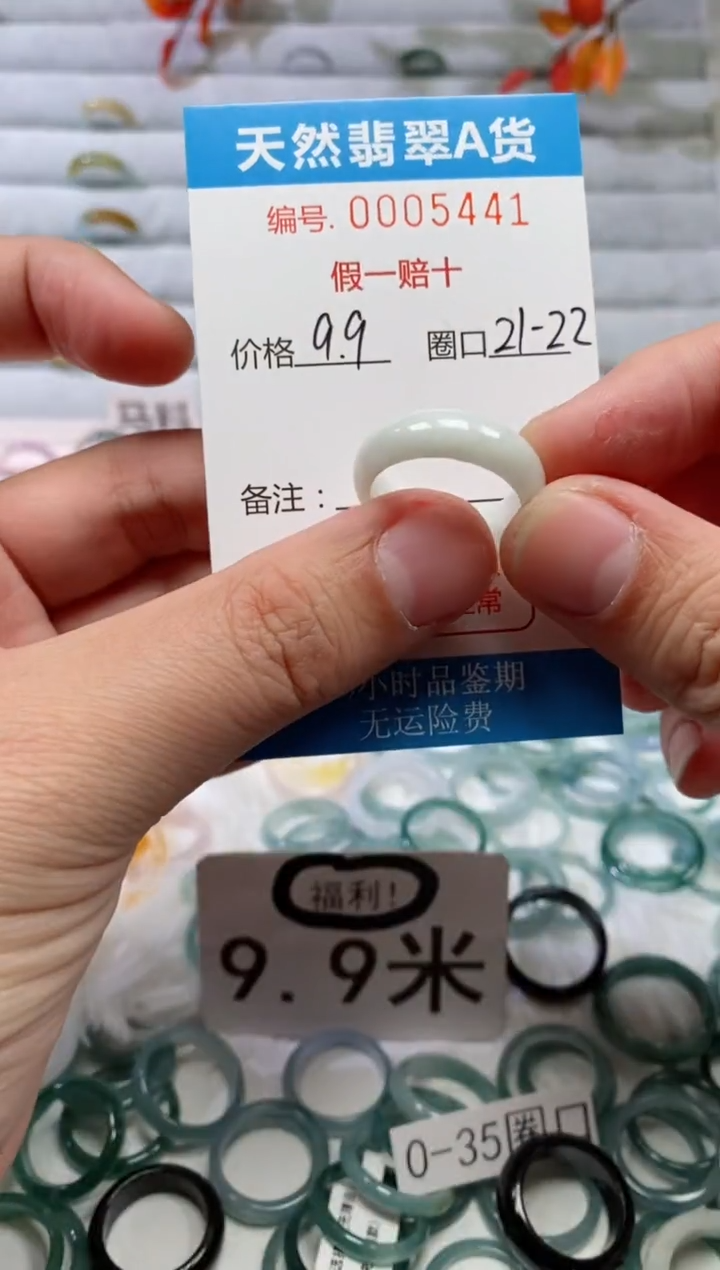 天然翡翠A货
编号. 0005441
假一赔十
价格 9.9 圈口 21-22
备注：
常
小时品鉴期
无运险费
福利!
9.9米
0-35圈口